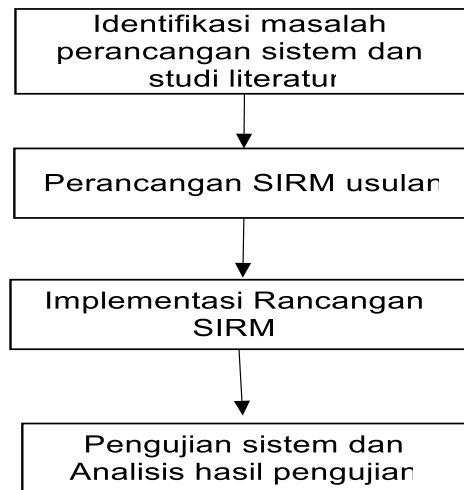 Identifikasi masalah
perancangan sistem dan
studi literatur
Perancangan SIRM usulan
Implementasi Rancangan
SIRM
Pengujian sistem dan
Analisis hasil pengujian